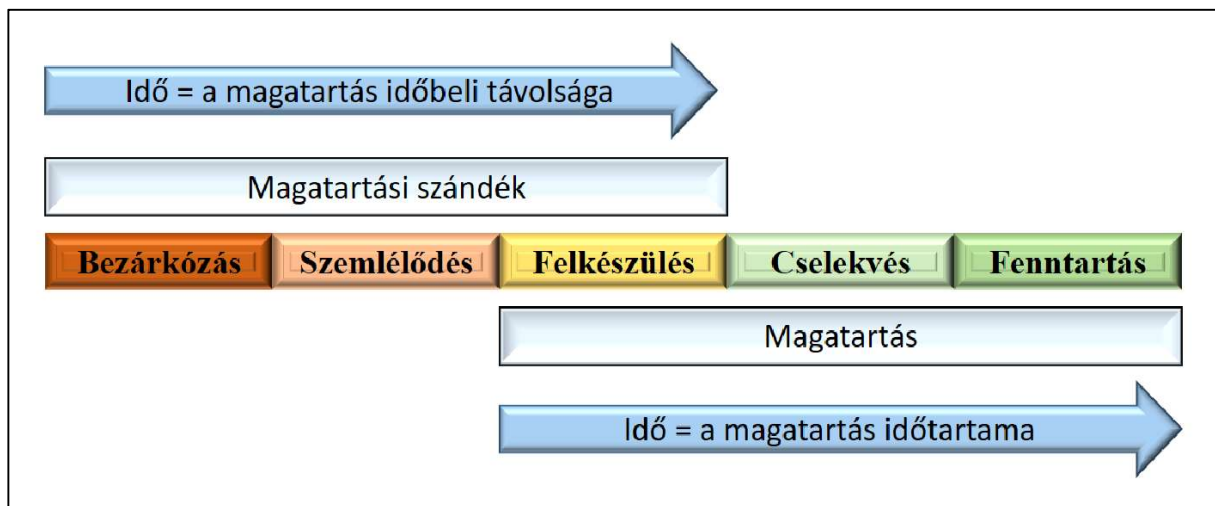 Idő = a magatartás időbeli távolsága
Magatartási szándék
Bezárkózás Szemlélődés Felkészülés Cselekvés Fenntartás
Magatartás
Idő = a magatartás időtartama